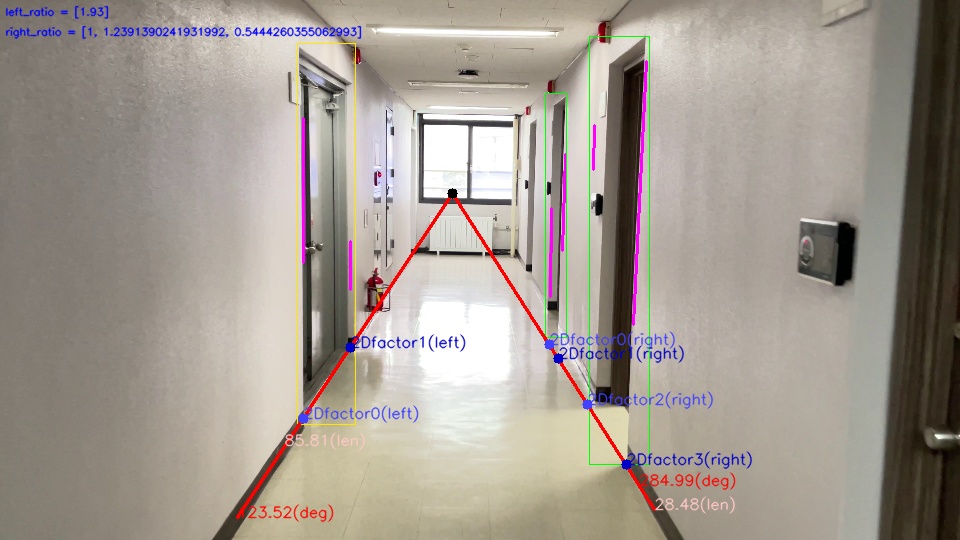 left_ratio = [1.93]
right_ratio = [1, 1.2391390241931992, 0.5444260355062993]
2Dfactor0(right)
2Dfactor1(left)
2Dfactor1(right)
2Dfactor2(right)
2Dfactor0(left)
85.81(len)
2Dfactor3(right)
84.99(deg)
28.48(len)
23.52(deg)